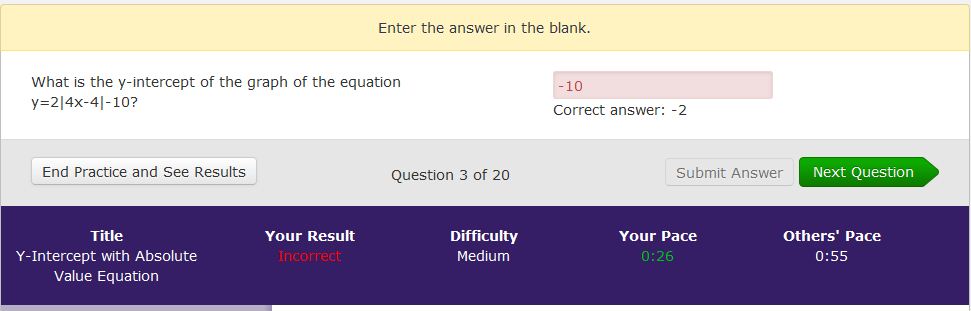 Enter the answer in the blank.
What is the y-intercept of the graph of the equation
y=2|4x-4|-10?
-10
Correct answer: -2
End Practice and See Results
Question 3 of 20
Submit Answer
Next Question
Title
Y-Intercept with Absolute
Value Equation
Your Result
Incorrect
Difficulty
Medium
Your Pace
0:26
Others' Pace
0:55